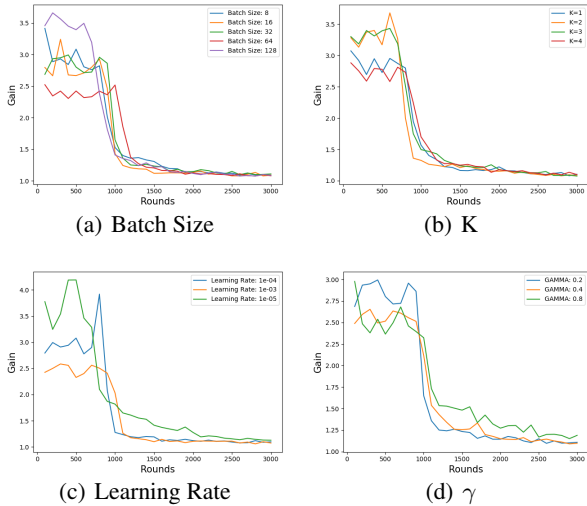 Batch Size: 8
Batch Size: 16
Batch Size: 32
Batch Size: 64
Batch Size: 128
3.5
3.0
2.5
2.0
1.5
1.0
Gain
0 500 1000 1500 2000 2500 3000
Rounds
(a) Batch Size
K=1
K=2
K=3
K=4
3.5
3.0
2.5
2.0
1.5
1.0
Gain
0 500 1000 1500 2000 2500 3000
Rounds
(b) K
Learning Rate: 1e-04
Learning Rate: 1e-03
Learning Rate: 1e-05
4.0
3.5
3.0
2.5
2.0
1.5
1.0
Gain
0 500 1000 1500 2000 2500 3000
Rounds
(c) Learning Rate
GAMMA: 0.2
GAMMA: 0.4
GAMMA: 0.8
3.00
2.75
2.50
2.25
2.00
1.75
1.50
1.25
1.00
Gain
0 500 1000 1500 2000 2500 3000
Rounds
(d) γ